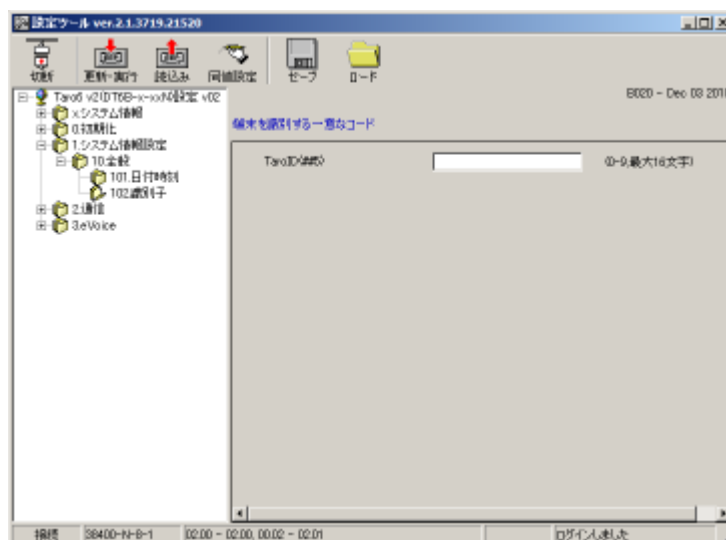 設定ツール ver.2.1.3719.21520
切断 更新・実行 読込み 同値設定 セーブ ロード
B020 - Dec 03 201
Taro6 v2(DT6B-x-xxN)設定 v02
x.システム情報
0.初期化
1.システム情報設定
10.全般
101.日付時刻
102.識別子
2.通信
3.eVoice
端末を識別する一意なコード
(0-9,最大16文字)
接続 38400-N-8-1 02.00 - 02.00, 00.02 - 02.01 ログインしました